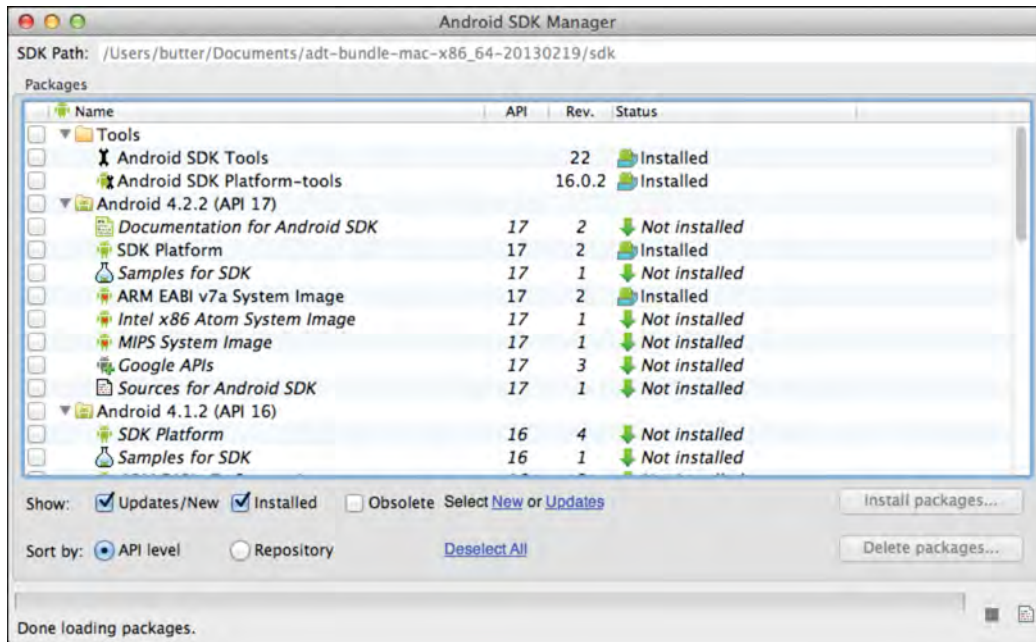 Android SDK Manager
SDK Path: /Users/butter/Documents/adt-bundle-mac-x86_64-20130219/sdk
Packages
Name API Rev. Status
Tools
Android SDK Tools 22 Installed
Android SDK Platform-tools 16.0.2 Installed
Android 4.2.2 (API 17)
Documentation for Android SDK 17 2 Not installed
SDK Platform 17 Installed
Samples for SDK 17 1 Not installed
ARM EABI v7a System Image 17 2 Installed
Intel x86 Atom System Image 17 1 Not installed
MIPS System Image 17 1 Not installed
Google APIs 17 3 Not installed
Sources for Android SDK 17 1 Not installed
Android 4.1.2 (API 16)
SDK Platform 16 4 Not installed
Samples for SDK 16 1 Not installed
Show: Updates/New Installed Obsolete Select New or Updates Install packages...
Sort by: API level Repository Deselect All Delete packages...
Done loading packages.